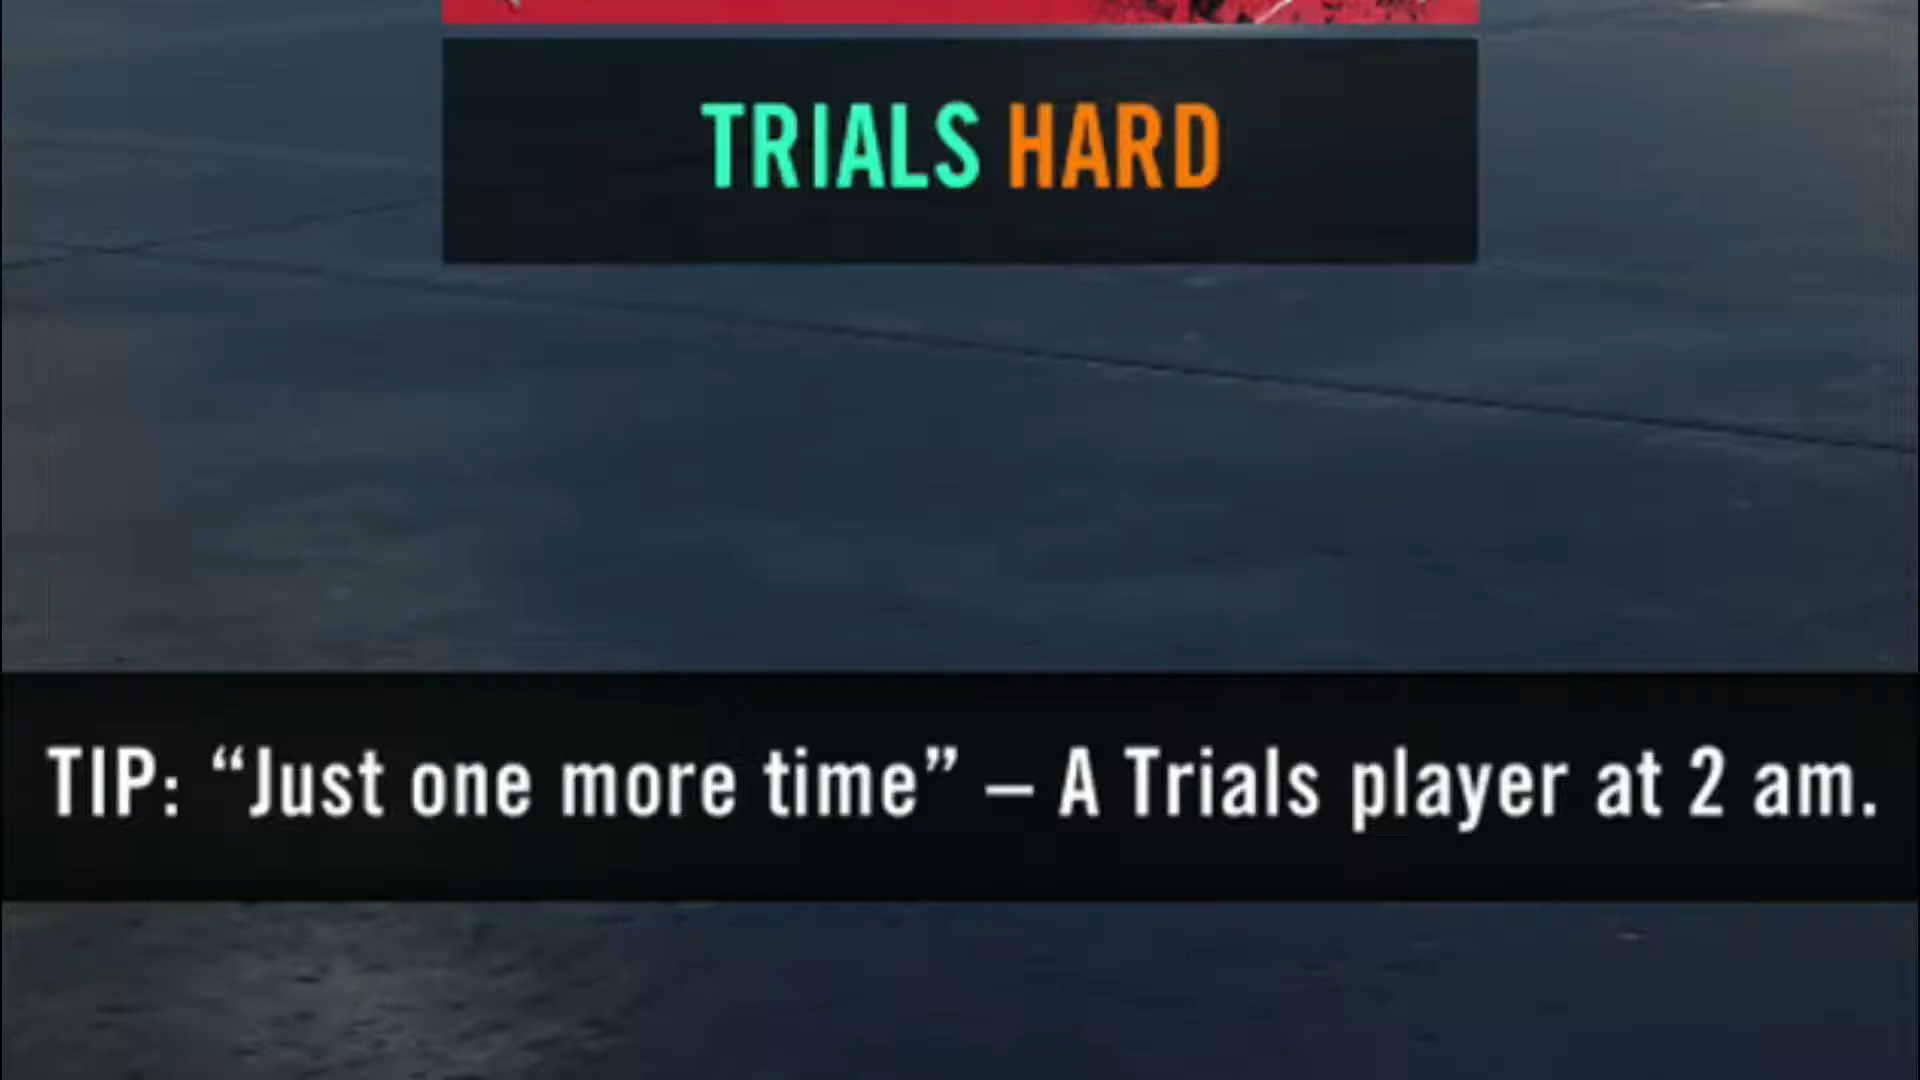 TRIALS HARD
TIP: “Just one more time” – A Trials player at 2 am.